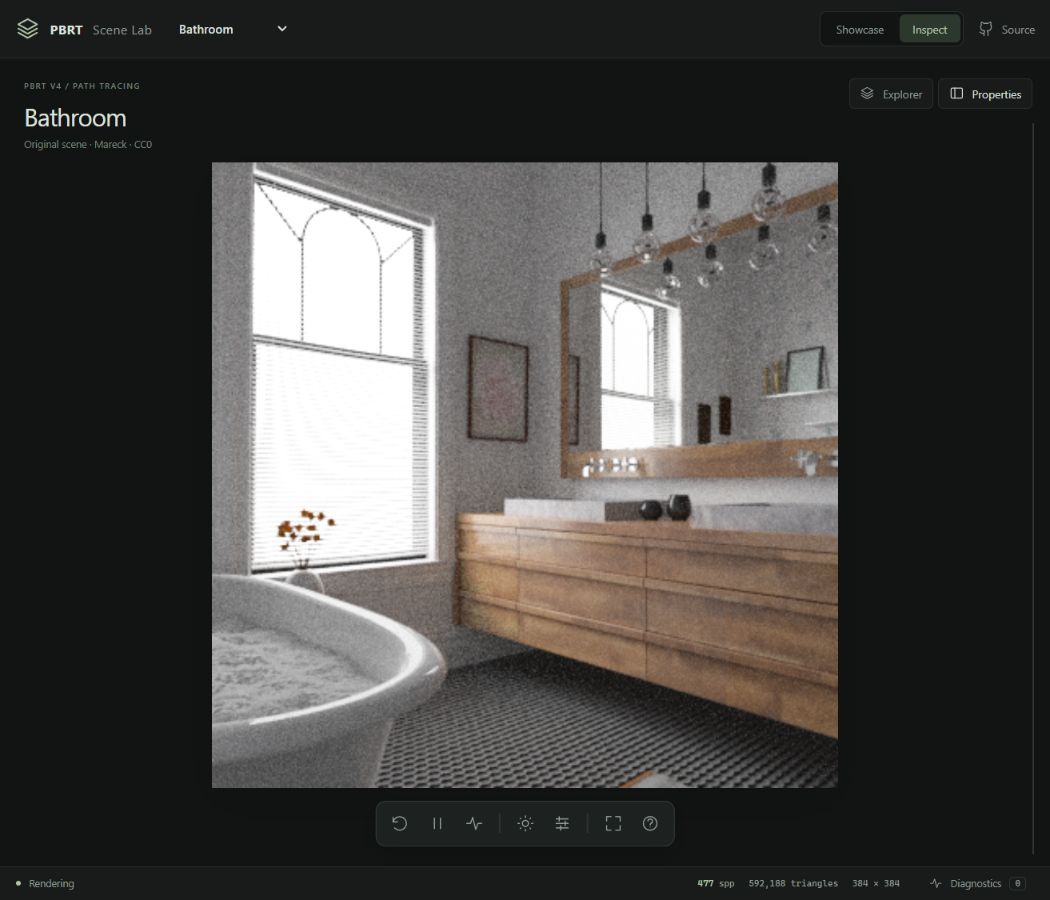 PBRT Scene Lab
Bathroom
Showcase
Inspect
Source
PBRT V4 / PATH TRACING
Bathroom
Original scene · Mareck · CC0
Explorer
Properties
Rendering
477 spp
592,188 triangles
384 × 384
Diagnostics
0